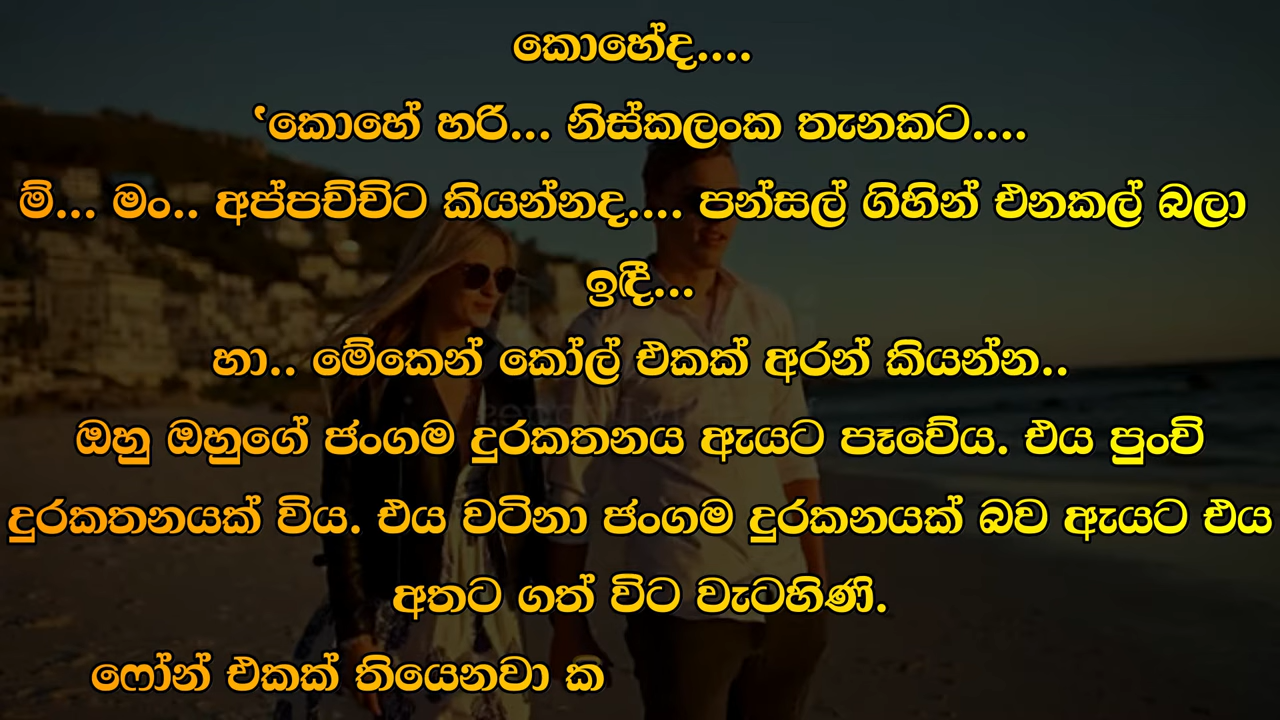 කොහේද....
‛කොහේ හරි... නිස්කලංක තැනකට....
ම්... මං.. අප්පච්චිට කියන්නද.... පන්සල් ගිහින් එනකල් බලා
ඉඳී...
හා.. මේකෙන් කෝල් එකක් අරන් කියන්න..
ඔහු ඔහුගේ ජංගම දුරකතනය ඇයට පෑවේය. එය පුංචි
දුරකතනයක් විය. එය වටිනා ජංගම දුරකනයක් බව ඇයට එය
අතට ගත් විට වැටහිණි.
ෆෝන් එකක් තියෙනවා ක